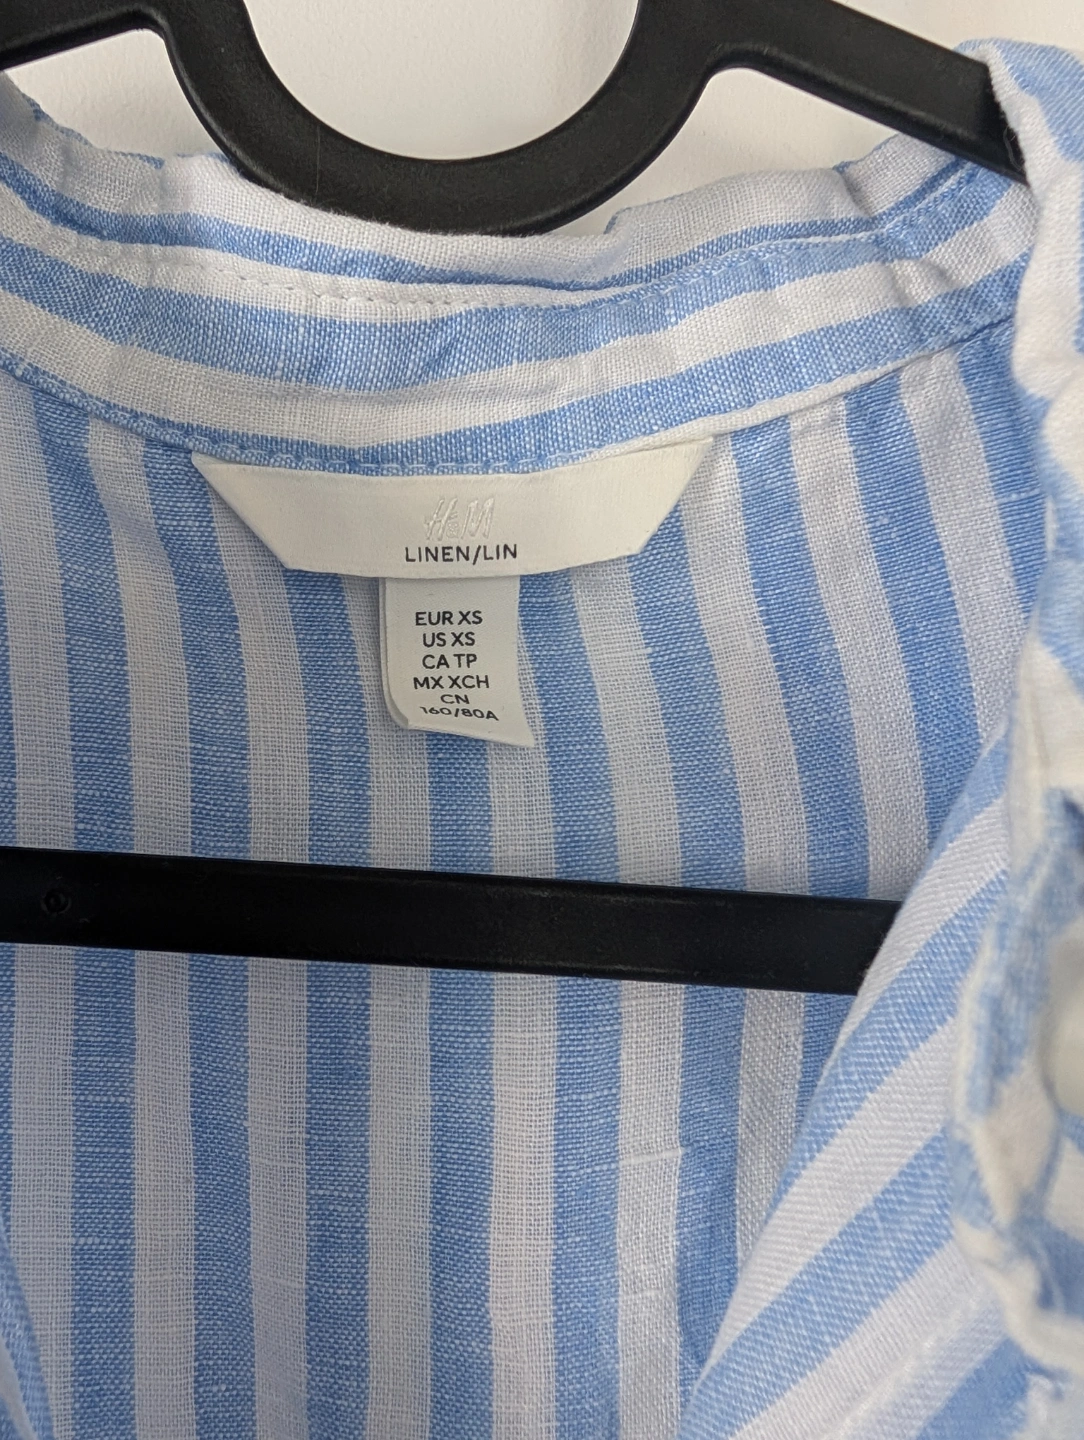 H&M
LINEN/LIN
EUR XS
US XS
CA TP
MX XCH
CN
160/80A